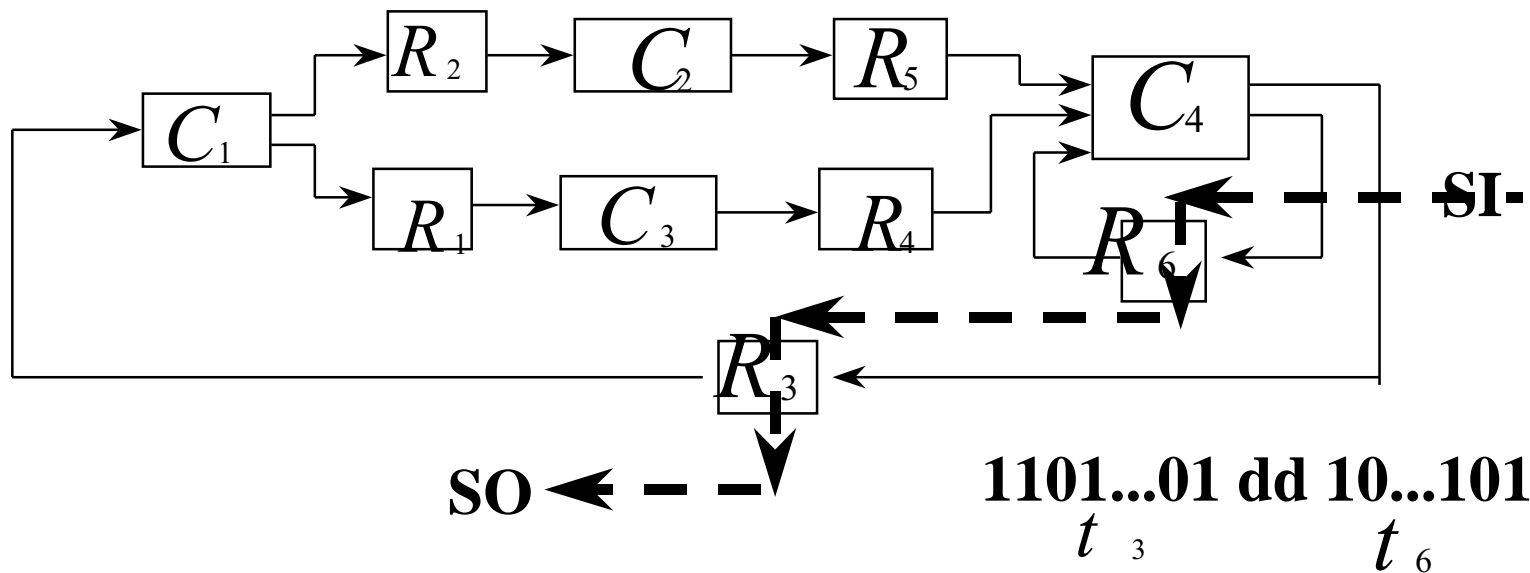 R2 C2 R5 C4
C1
R1 C3 R4
SI
R6
R3
SO
1101...01 dd 10...101
t3 t6